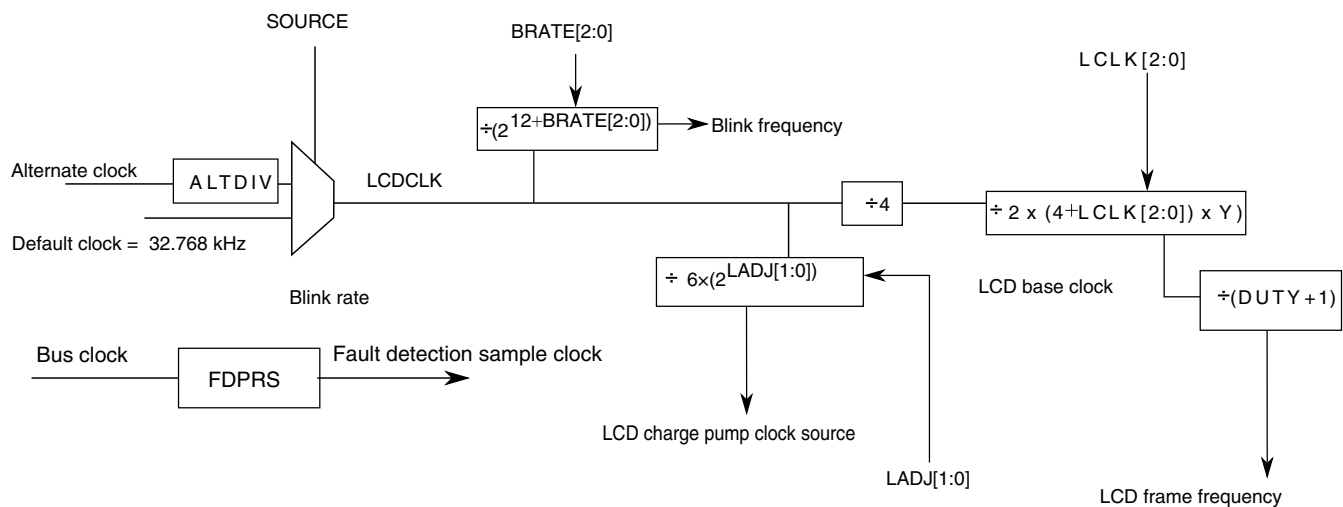 SOURCE
BRATE[2:0]
LCLK[2:0]
÷(2^12+BRATE[2:0])
Blink frequency
Alternate clock
ALTDIV
LCDCLK
÷4
÷ 2 x (4+LCLK[2:0]) x Y)
Default clock = 32.768 kHz
÷ 6×(2^LADJ[1:0])
LCD base clock
÷(DUTY+1)
Blink rate
Bus clock
FDPRS
Fault detection sample clock
LCD charge pump clock source
LADJ[1:0]
LCD frame frequency